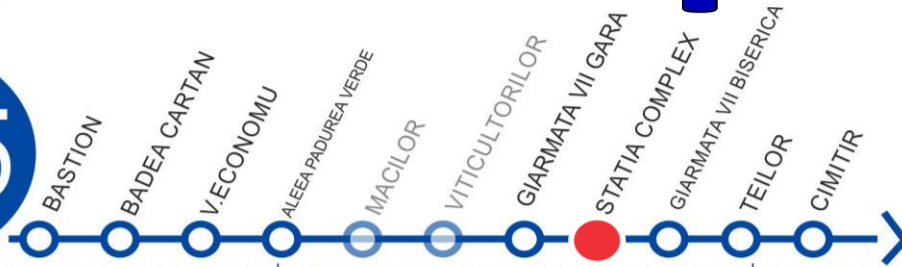 BASTION
BADEA CARTAN
V.ECONOMU
ALEEA PADUREA VERDE
MACILOR
VITICULTORILOR
GIARMATA VII GARA
STATIA COMPLEX
GIARMATA VII BISERICA
TEILOR
CIMITIR